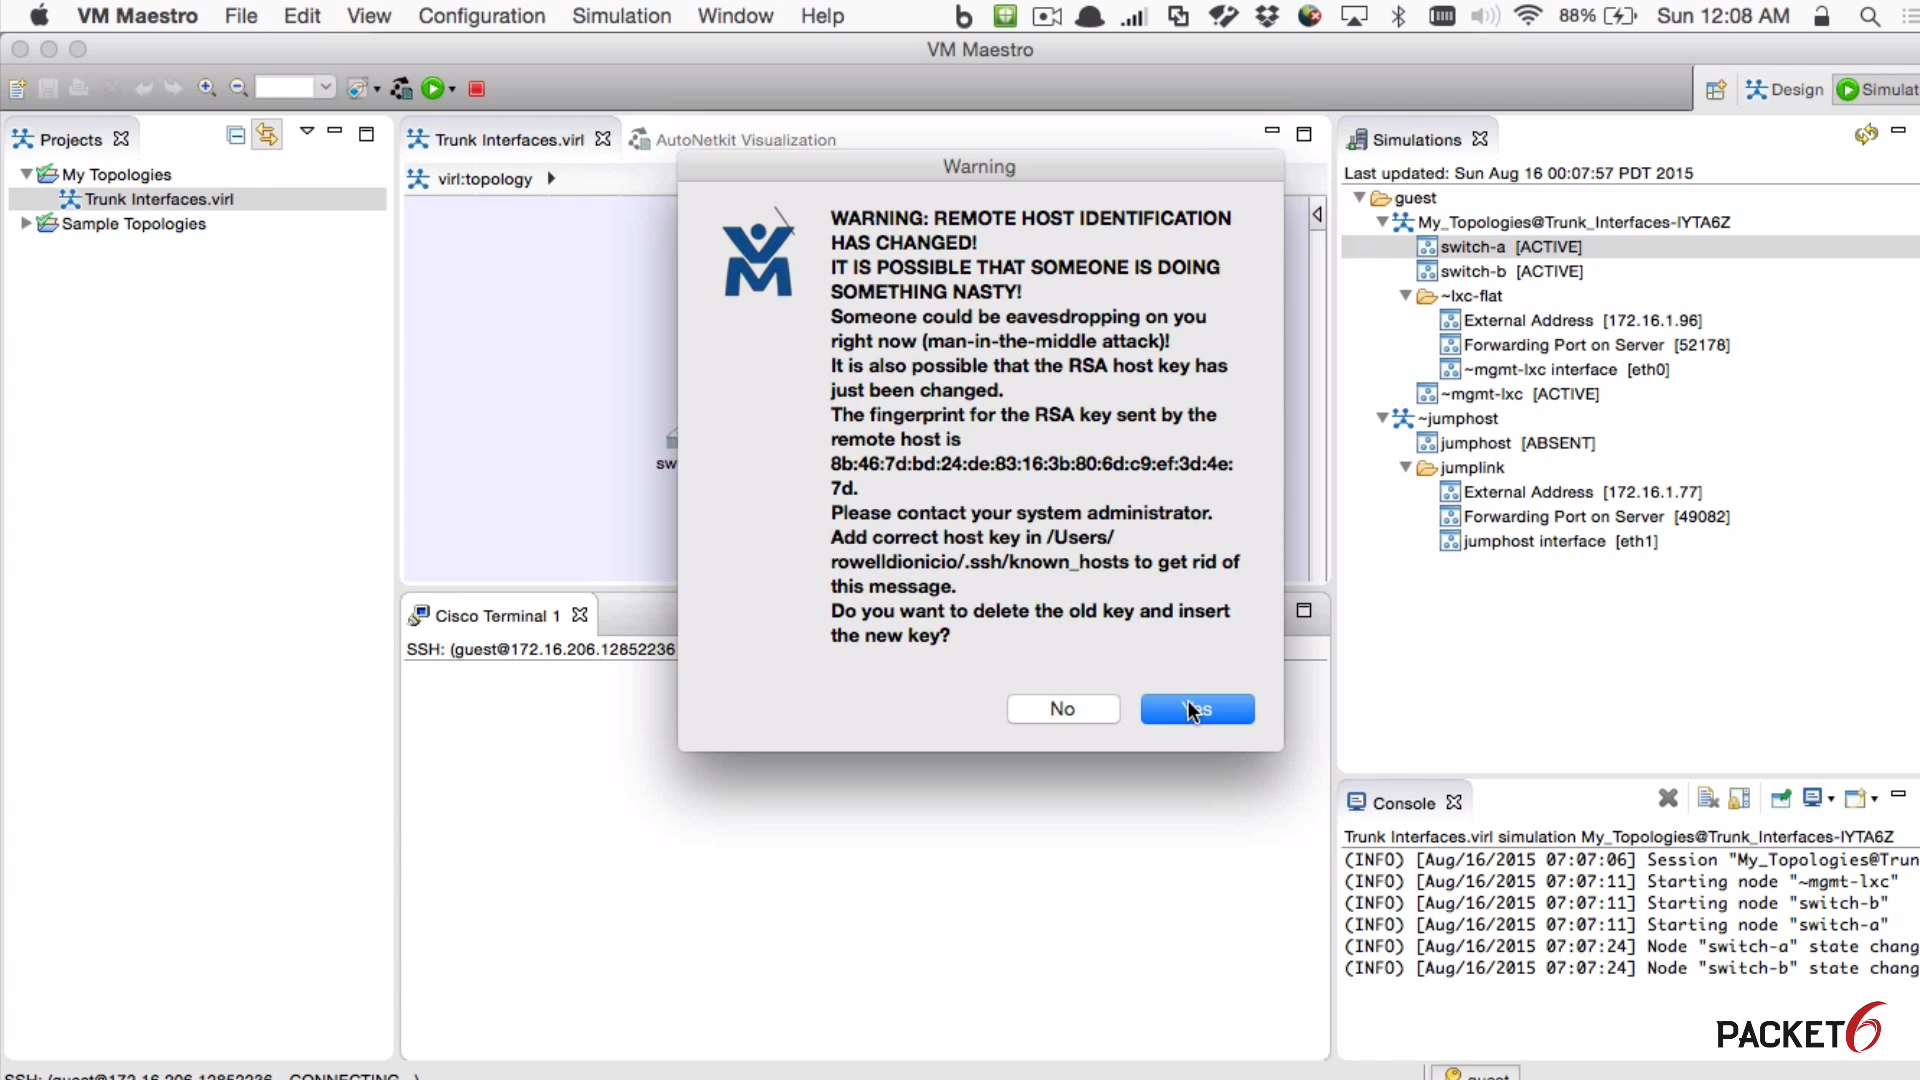 VM Maestro File Edit View Configuration Simulation Window Help 88% Sun 12:08 AM
VM Maestro
Design Simulat
Projects
My Topologies
Trunk Interfaces.virl
Sample Topologies
Trunk Interfaces.virl AutoNetkit Visualization
virl:topology
sw
Warning
WARNING: REMOTE HOST IDENTIFICATION
HAS CHANGED!
IT IS POSSIBLE THAT SOMEONE IS DOING
SOMETHING NASTY!
Someone could be eavesdropping on you
right now (man-in-the-middle attack)!
It is also possible that the RSA host key has
just been changed.
The fingerprint for the RSA key sent by the
remote host is
8b:46:7d:bd:24:de:83:16:3b:80:6d:c9:ef:3d:4e:
7d.
Please contact your system administrator.
Add correct host key in /Users/
rowelldionicio/.ssh/known_hosts to get rid of
this message.
Do you want to delete the old key and insert
the new key?
No Yes
Cisco Terminal 1
SSH: (guest@172.16.206.12852236
Simulations
Last updated: Sun Aug 16 00:07:57 PDT 2015
guest
My_Topologies@Trunk_Interfaces-IYTA6Z
switch-a [ACTIVE]
switch-b [ACTIVE]
~lxc-flat
External Address [172.16.1.96]
Forwarding Port on Server [52178]
~mgmt-lxc interface [eth0]
~mgmt-lxc [ACTIVE]
~jumphost
jumphost [ABSENT]
jumplink
External Address [172.16.1.77]
Forwarding Port on Server [49082]
jumphost interface [eth1]
Console
Trunk Interfaces.virl simulation My_Topologies@Trunk_Interfaces-IYTA6Z
(INFO) [Aug/16/2015 07:07:06] Session "My_Topologies@Trun
(INFO) [Aug/16/2015 07:07:11] Starting node "~mgmt-lxc"
(INFO) [Aug/16/2015 07:07:11] Starting node "switch-b"
(INFO) [Aug/16/2015 07:07:11] Starting node "switch-a"
(INFO) [Aug/16/2015 07:07:24] Node "switch-a" state chang
(INFO) [Aug/16/2015 07:07:24] Node "switch-b" state chang
PACKET6
SSH: (guest@172.16.206.12852236 CONNECTING...)
guest